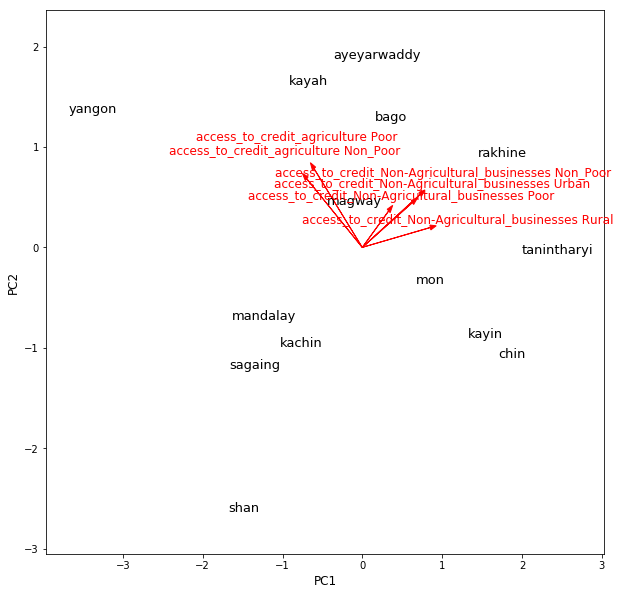 2
ayeyarwaddy
kayah
yangon
bago
access_to_credit_agriculture Poor
1
access_to_credit_agriculture Non_Poor
rakhine
access_to_credit_Non-Agricultural_businesses Non_Poor
access_to_credit_Non-Agricultural_businesses Urban
access_to_credit_Non-Agricultural_businesses Poor
magway
access_to_credit_Non-Agricultural_businesses Rural
0
tanintharyi
PC2
mon
mandalay
kayin
−1
kachin
chin
sagaing
−2
shan
−3
−3 −2 −1 0 1 2 3
PC1